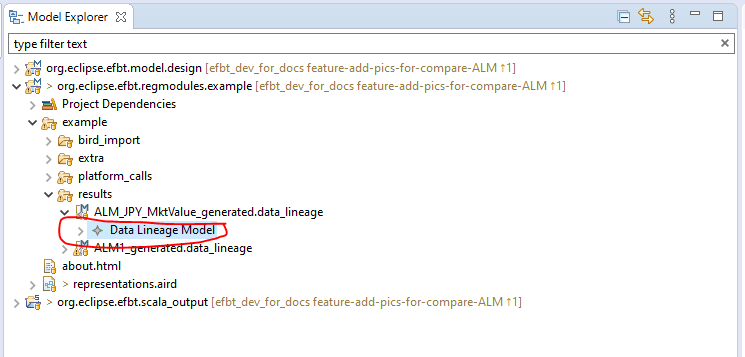 Model Explorer
type filter text
org.eclipse.efbt.model.design [efbt_dev_for_docs feature-add-pics-for-compare-ALM ↑1]
> org.eclipse.efbt.regmodules.example [efbt_dev_for_docs feature-add-pics-for-compare-ALM ↑1]
Project Dependencies
example
bird_import
extra
platform_calls
results
ALM_JPY_MktValue_generated.data_lineage
Data Lineage Model
ALM1_generated.data_lineage
about.html
> representations.aird
> org.eclipse.efbt.scala_output [efbt_dev_for_docs feature-add-pics-for-compare-ALM ↑1]